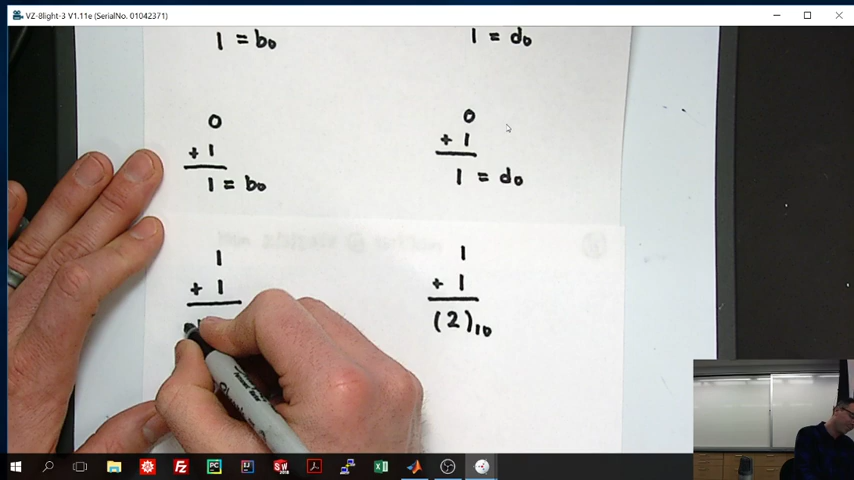 VZ-8light-3 V1.11e (SerialNo. 01042371)
1 = b0
1 = d0
0
+ 1
1 = b0
0
+ 1
1 = d0
1
+ 1
1
+ 1
(2)10